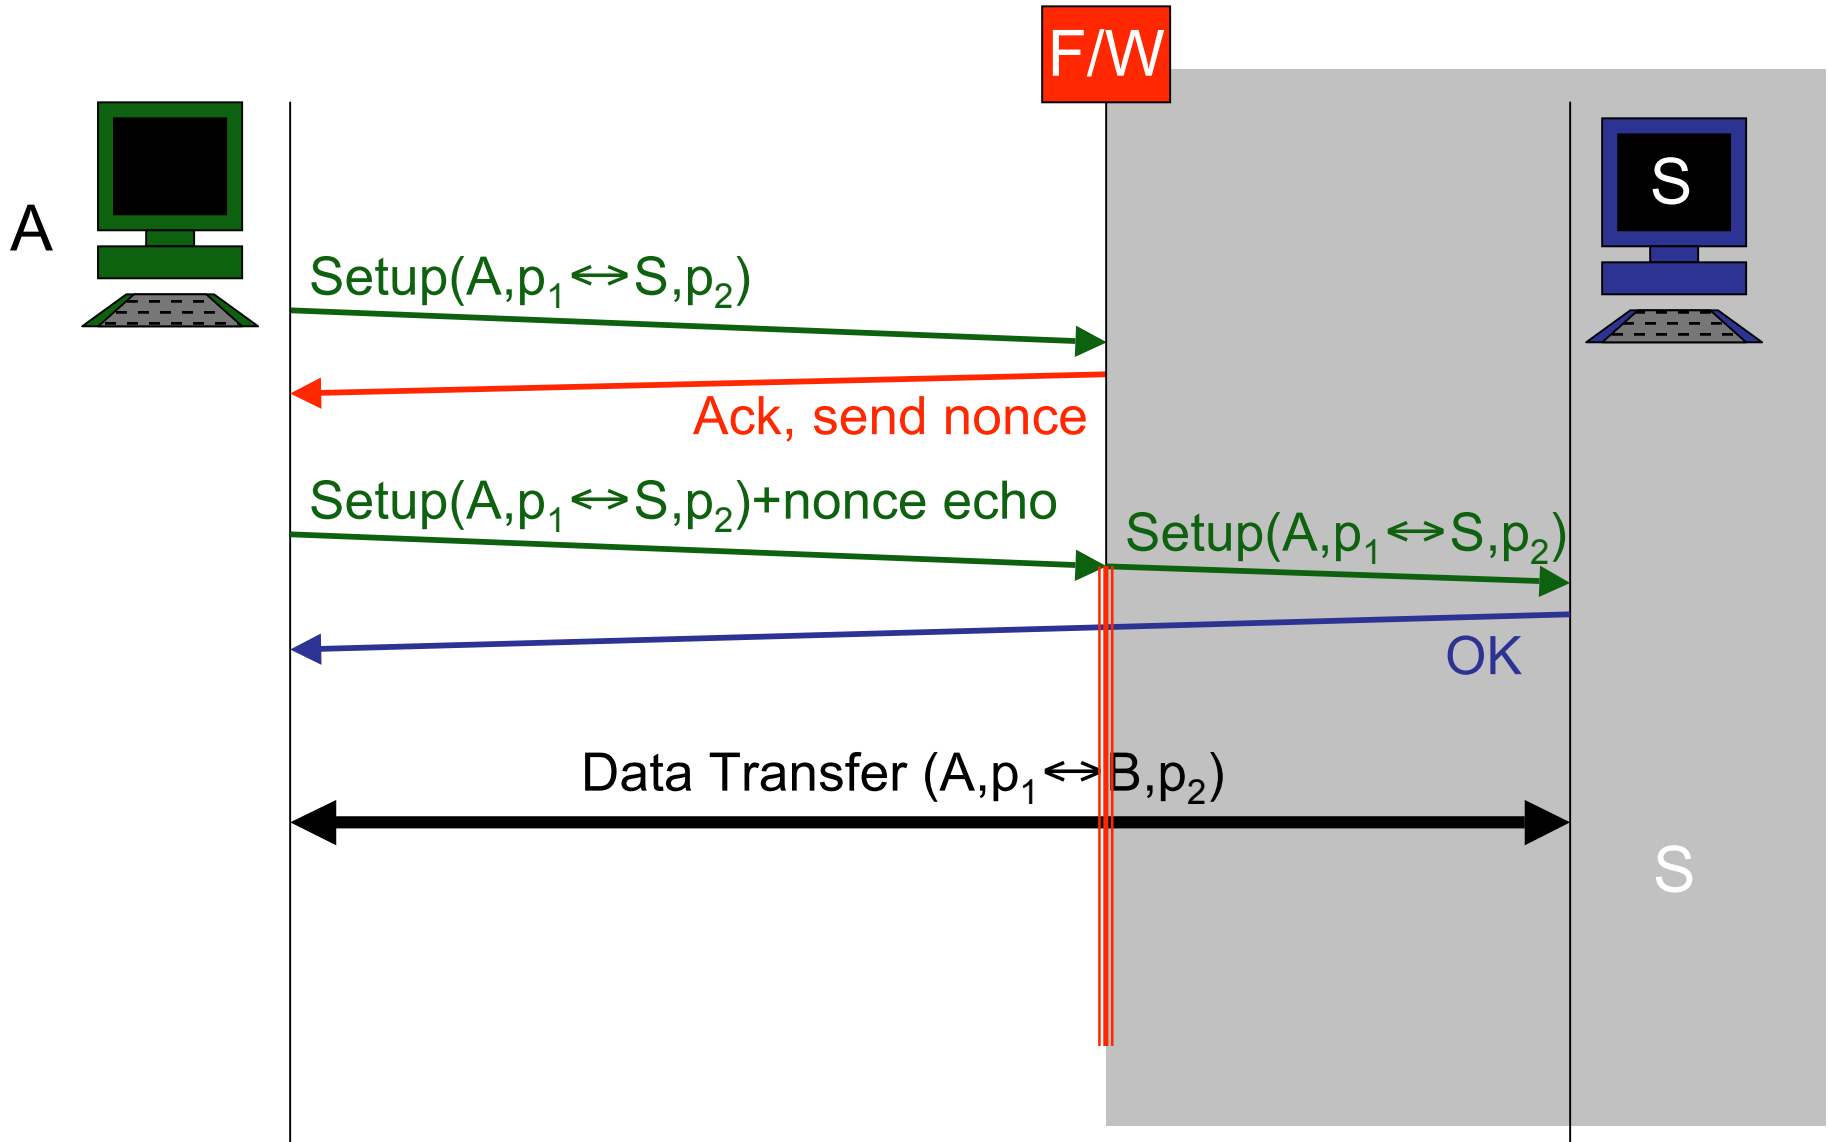 F/W
S
A
Setup(A,p₁↔S,p₂)
Ack, send nonce
Setup(A,p₁↔S,p₂)+nonce echo
Setup(A,p₁↔S,p₂)
OK
Data Transfer (A,p₁↔B,p₂)
S